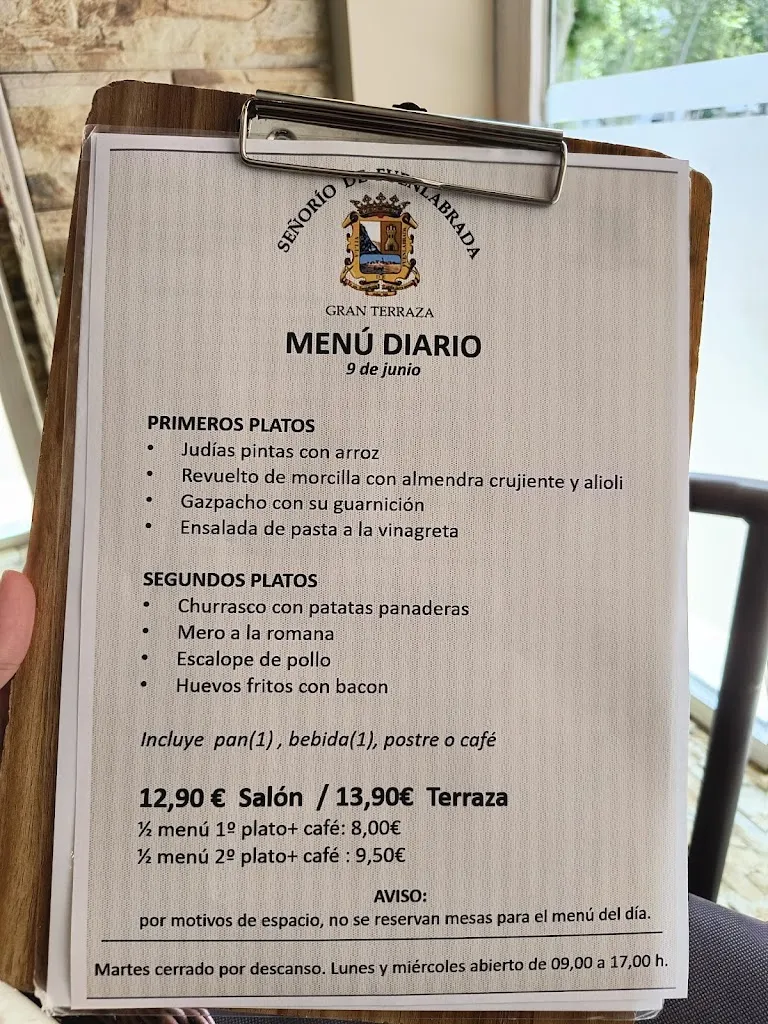 SEÑORÍO DE FUENLABRADA
GRAN TERRAZA
MENÚ DIARIO
9 de junio
PRIMEROS PLATOS
• Judías pintas con arroz
• Revuelto de morcilla con almendra crujiente y alioli
• Gazpacho con su guarnición
• Ensalada de pasta a la vinagreta
SEGUNDOS PLATOS
• Churrasco con patatas panaderas
• Mero a la romana
• Escalope de pollo
• Huevos fritos con bacon
Incluye pan(1) , bebida(1), postre o café
12,90 € Salón / 13,90€ Terraza
½ menú 1º plato+ café: 8,00€
½ menú 2º plato+ café : 9,50€
AVISO:
por motivos de espacio, no se reservan mesas para el menú del día.
Martes cerrado por descanso. Lunes y miércoles abierto de 09,00 a 17,00 h.